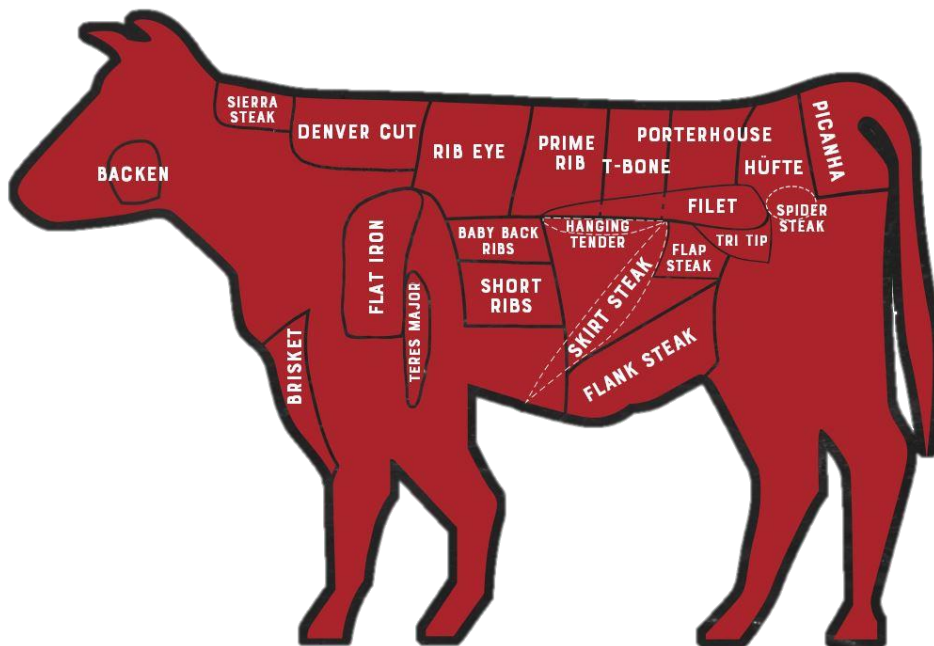 SIERRA
STEAK
DENVER CUT
RIB EYE
PRIME
RIB
T-BONE
PORTERHOUSE
HÜFTE
PICANHA
BACKEN
FILET
SPIDER
STEAK
HANGING
TENDER
BABY BACK
RIBS
TRI TIP
FLAP
STEAK
FLAT IRON
SHORT
RIBS
SKIRT STEAK
TERES MAJOR
BRISKET
FLANK STEAK